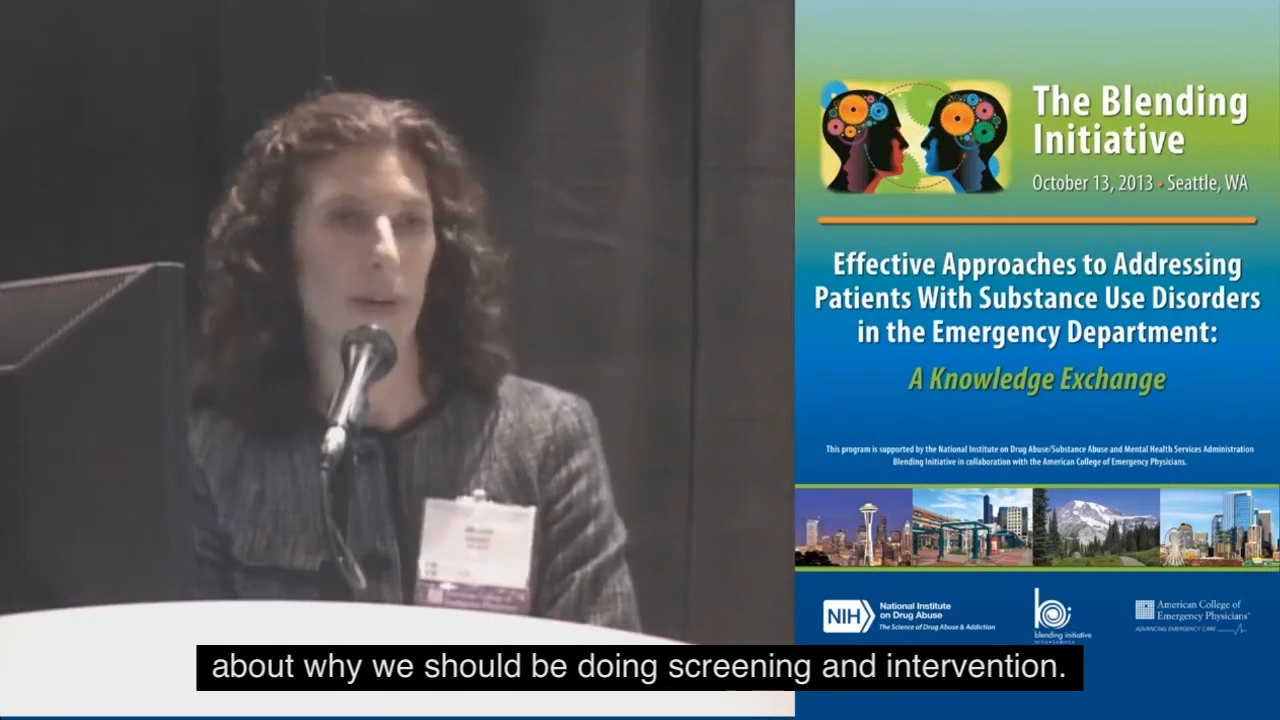 The Blending
Initiative
October 13, 2013 • Seattle, WA
Effective Approaches to Addressing
Patients With Substance Use Disorders
in the Emergency Department:
A Knowledge Exchange
This program is supported by the National Institute on Drug Abuse/Substance Abuse and Mental Health Services Administration
Blending Initiative in collaboration with the American College of Emergency Physicians.
NIH
National Institute
on Drug Abuse
The Science of Drug Abuse & Addiction
blending initiative
American College of
Emergency Physicians®
ADVANCING EMERGENCY CARE
about why we should be doing screening and intervention.